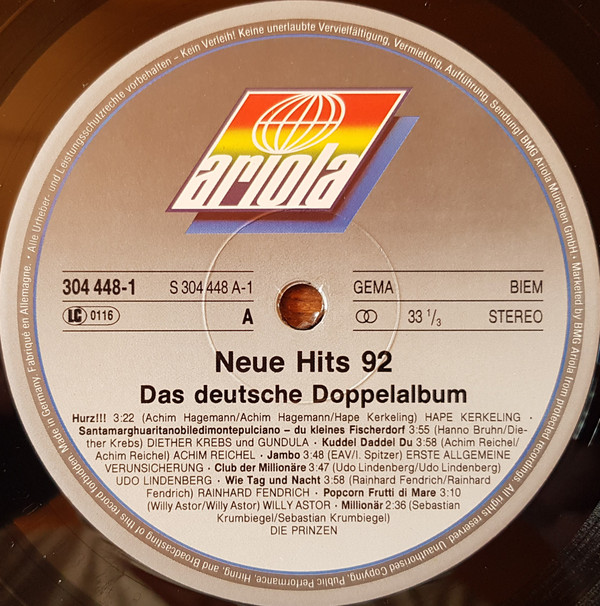 Alle Urheber- und Leistungsschutzrechte vorbehalten - Kein Verleih! Keine unerlaubte Vervielfältigung, Vermietung, Aufführung, Sendung! BMG Ariola München GmbH • Marketed by BMG Ariola
from protected recordings. All rights reserved. Unauthorised Copying, Public Performance, Hiring, and Broadcasting of this record forbidden. Made in Germany. Fabriqué en Allemagne. •
ariola
304 448-1 S 304 448 A-1 GEMA BIEM
LC 0116 A 33 1/3 STEREO
Neue Hits 92
Das deutsche Doppelalbum
Hurz!!! 3:22 (Achim Hagemann/Achim Hagemann/Hape Kerkeling) HAPE KERKELING ·
Santamarghuaritanobiledimontepulciano – du kleines Fischerdorf 3:55 (Hanno Bruhn/Die-
ther Krebs) DIETHER KREBS und GUNDULA · Kuddel Daddel Du 3:58 (Achim Reichel/
Achim Reichel) ACHIM REICHEL · Jambo 3:48 (EAV/I. Spitzer) ERSTE ALLGEMEINE
VERUNSICHERUNG · Club der Millionäre 3:47 (Udo Lindenberg/Udo Lindenberg)
UDO LINDENBERG · Wie Tag und Nacht 3:58 (Rainhard Fendrich/Rainhard
Fendrich) RAINHARD FENDRICH · Popcorn Frutti di Mare 3:10
(Willy Astor/Willy Astor) WILLY ASTOR · Millionär 2:36 (Sebastian
Krumbiegel/Sebastian Krumbiegel)
DIE PRINZEN